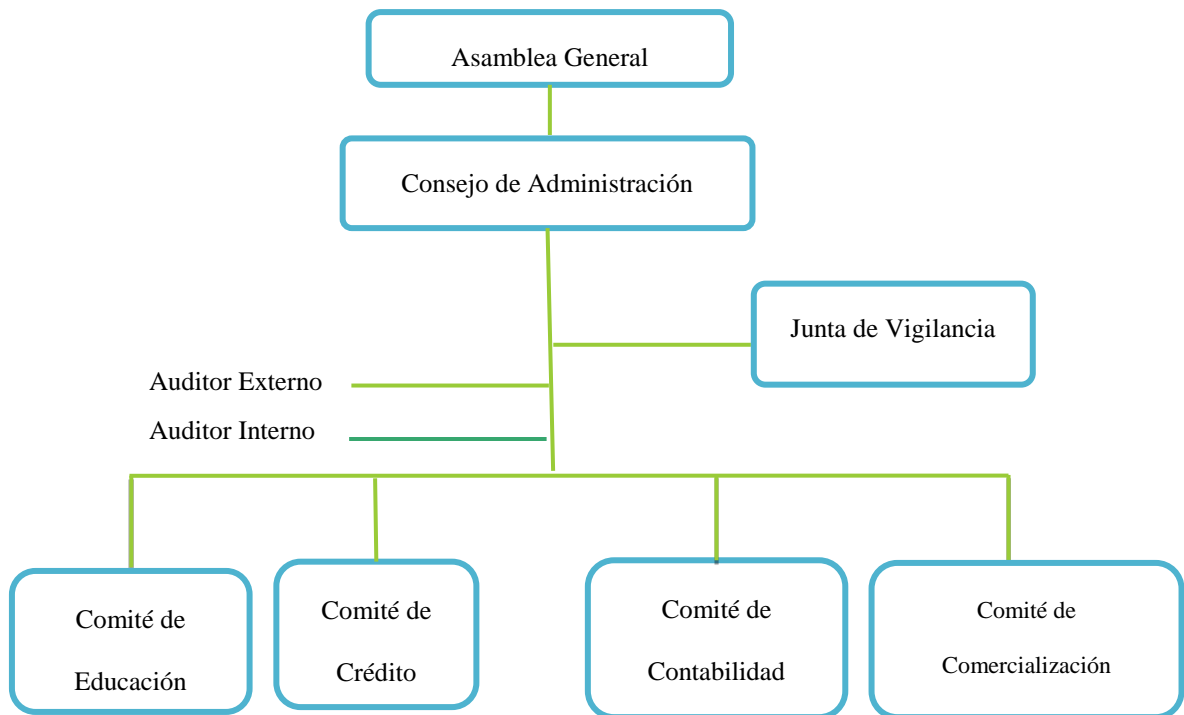 Asamblea General
Consejo de Administración
Junta de Vigilancia
Auditor Externo
Auditor Interno
Comité de
Educación
Comité de
Crédito
Comité de
Contabilidad
Comité de
Comercialización